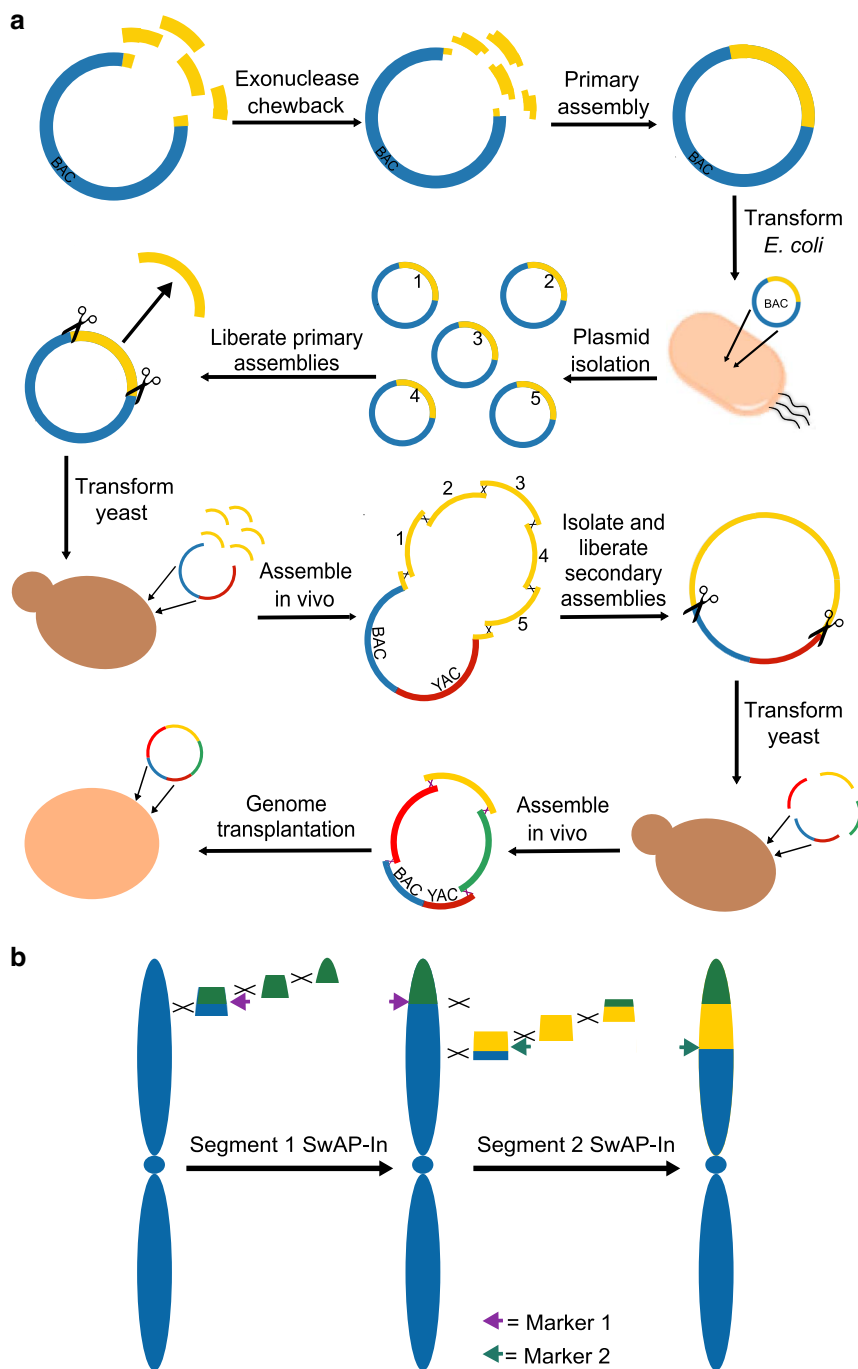 a
Exonuclease
chewback
Primary
assembly
BAC
BAC
BAC
Transform
E. coli
BAC
Plasmid
isolation
1
2
3
4
5
Liberate primary
assemblies
Transform
yeast
Assemble
in vivo
1
2
3
4
5
BAC
YAC
Isolate and
liberate
secondary
assemblies
Transform
yeast
Assemble
in vivo
BAC YAC
Genome
transplantation
b
Segment 1 SwAP-In
Segment 2 SwAP-In
= Marker 1
= Marker 2